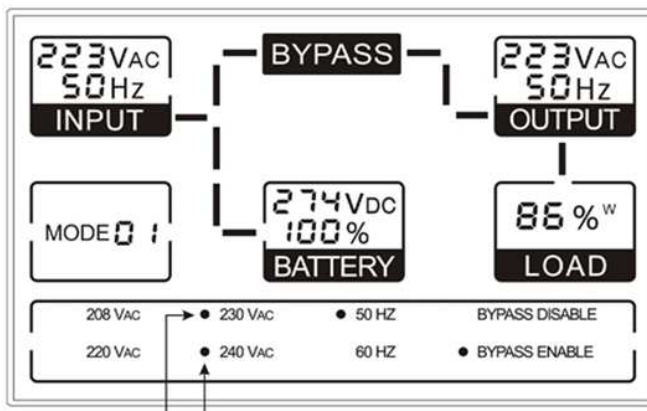 223VAC
50Hz
INPUT
BYPASS
223VAC
50Hz
OUTPUT
MODE 01
274VDC
100%
BATTERY
86%W
LOAD
208 VAC ● 230 VAC ● 50 HZ BYPASS DISABLE
220 VAC ● 240 VAC 60 HZ ● BYPASS ENABLE